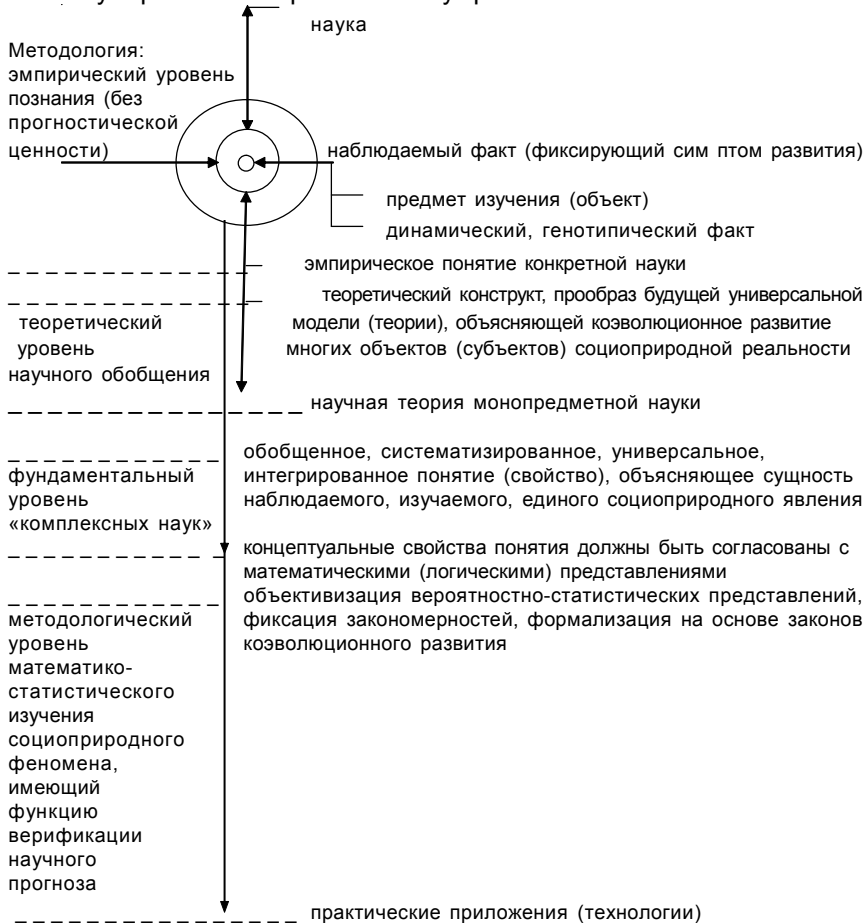 наука
Методология:
эмпирический уровень
познания (без
прогностической
ценности)
наблюдаемый факт (фиксирующий сим птом развития)
предмет изучения (объект)
динамический, генотипический факт
эмпирическое понятие конкретной науки
теоретический конструкт, прообраз будущей универсальной
модели (теории), объясняющей коэволюционное развитие
многих объектов (субъектов) социоприродной реальности
теоретический
уровень
научного обобщения
научная теория монопредметной науки
фундаментальный
уровень
«комплексных наук»
обобщенное, систематизированное, универсальное,
интегрированное понятие (свойство), объясняющее сущность
наблюдаемого, изучаемого, единого социоприродного явления
концептуальные свойства понятия должны быть согласованы с
математическими (логическими) представлениями
объективизация вероятностно-статистических представлений,
фиксация закономерностей, формализация на основе законов
коэволюционного развития
методологический
уровень
математико-
статистического
изучения
социоприродного
феномена,
имеющий
функцию
верификации
научного
прогноза
практические приложения (технологии)